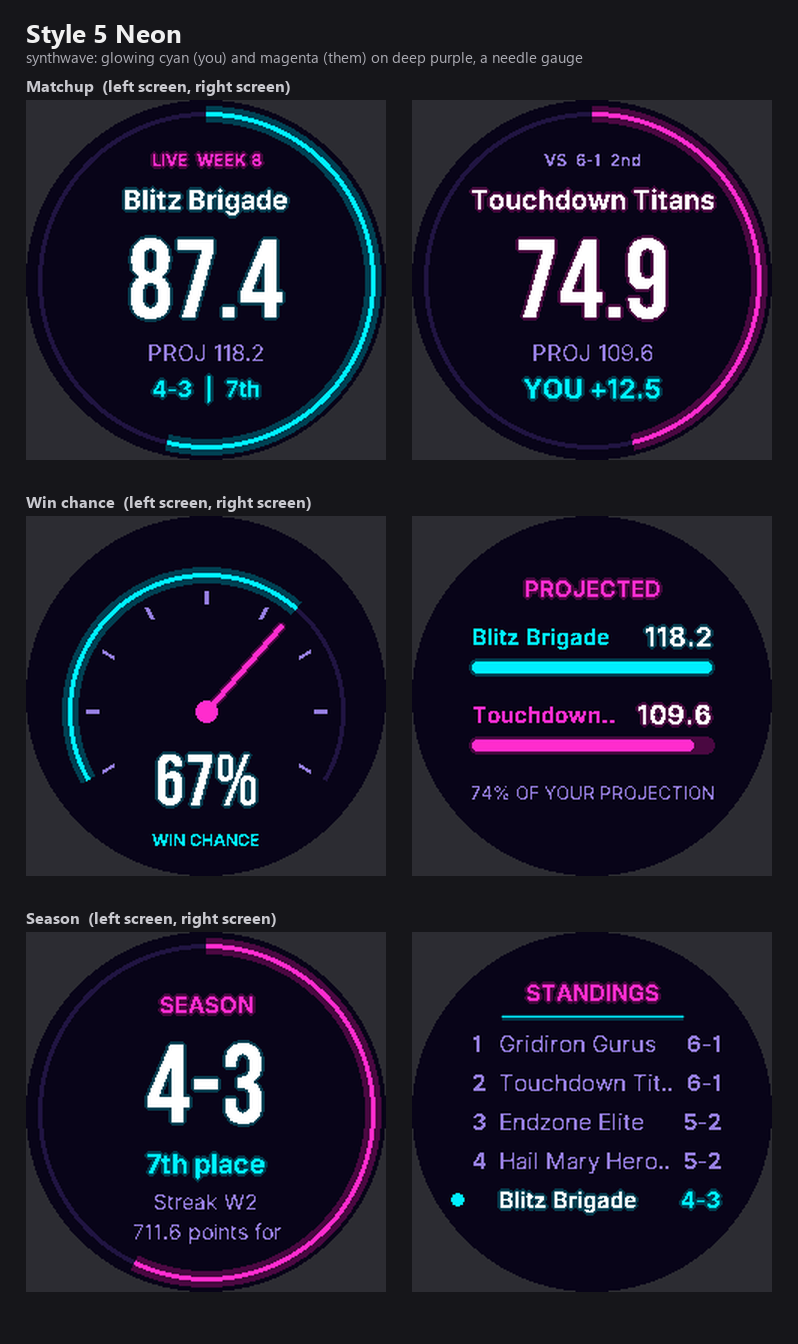 Style 5 Neon
synthwave: glowing cyan (you) and magenta (them) on deep purple, a needle gauge
Matchup (left screen, right screen)
LIVE WEEK 8
Blitz Brigade
87.4
PROJ 118.2
4-3 | 7th
VS 6-1 2nd
Touchdown Titans
74.9
PROJ 109.6
YOU +12.5
Win chance (left screen, right screen)
67%
WIN CHANCE
PROJECTED
Blitz Brigade 118.2
Touchdown.. 109.6
74% OF YOUR PROJECTION
Season (left screen, right screen)
SEASON
4-3
7th place
Streak W2
711.6 points for
STANDINGS
1 Gridiron Gurus 6-1
2 Touchdown Tit.. 6-1
3 Endzone Elite 5-2
4 Hail Mary Hero.. 5-2
Blitz Brigade 4-3